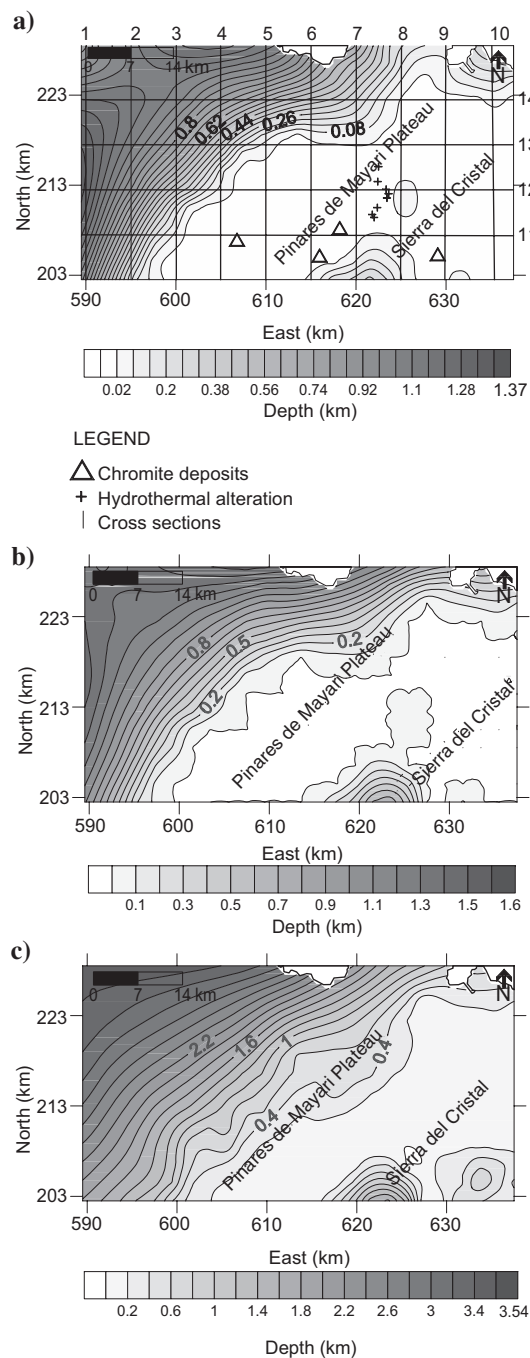 a)
1 2 3 4 5 6 7 8 9 10
0 7 14 km
N
223
213
203
North (km)
14
13
12
11
0.8 0.62 0.44 0.26 0.08
Pinares de Mayari Plateau
Sierra del Cristal
590 600 610 620 630
East (km)
0.02 0.2 0.38 0.56 0.74 0.92 1.1 1.28 1.37
Depth (km)
LEGEND
Chromite deposits
Hydrothermal alteration
Cross sections
b)
0 7 14 km
N
223
213
203
North (km)
0.8 0.5 0.2
0.2
Pinares de Mayari Plateau
Sierra del Cristal
590 600 610 620 630
East (km)
0.1 0.3 0.5 0.7 0.9 1.1 1.3 1.5 1.6
Depth (km)
c)
0 7 14 km
N
223
213
203
North (km)
2.2 1.6 1
0.4 0.4
Pinares de Mayari Plateau
Sierra del Cristal
590 600 610 620 630
East (km)
0.2 0.6 1 1.4 1.8 2.2 2.6 3 3.4 3.54
Depth (km)